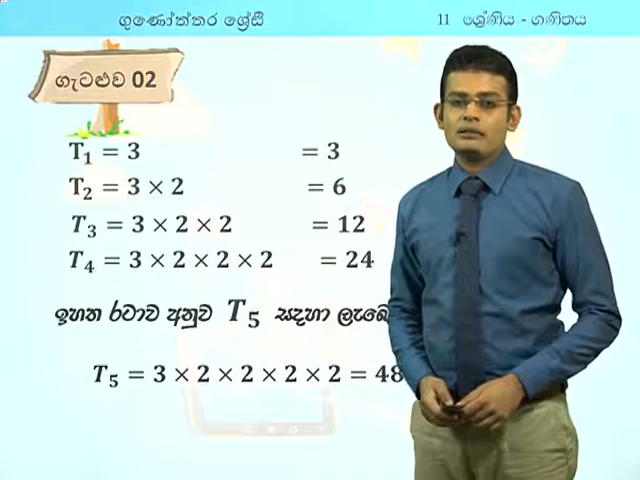 ගුණෝත්තර ශ්‍රේඪි
11 ශ්‍රේණිය - ගණිතය
ගැටළුව 02
T₁ = 3 = 3
T₂ = 3 × 2 = 6
T₃ = 3 × 2 × 2 = 12
T₄ = 3 × 2 × 2 × 2 = 24
ඉහත රටාව අනුව T₅ සඳහා
T₅ = 3 × 2 × 2 × 2 × 2 = 48